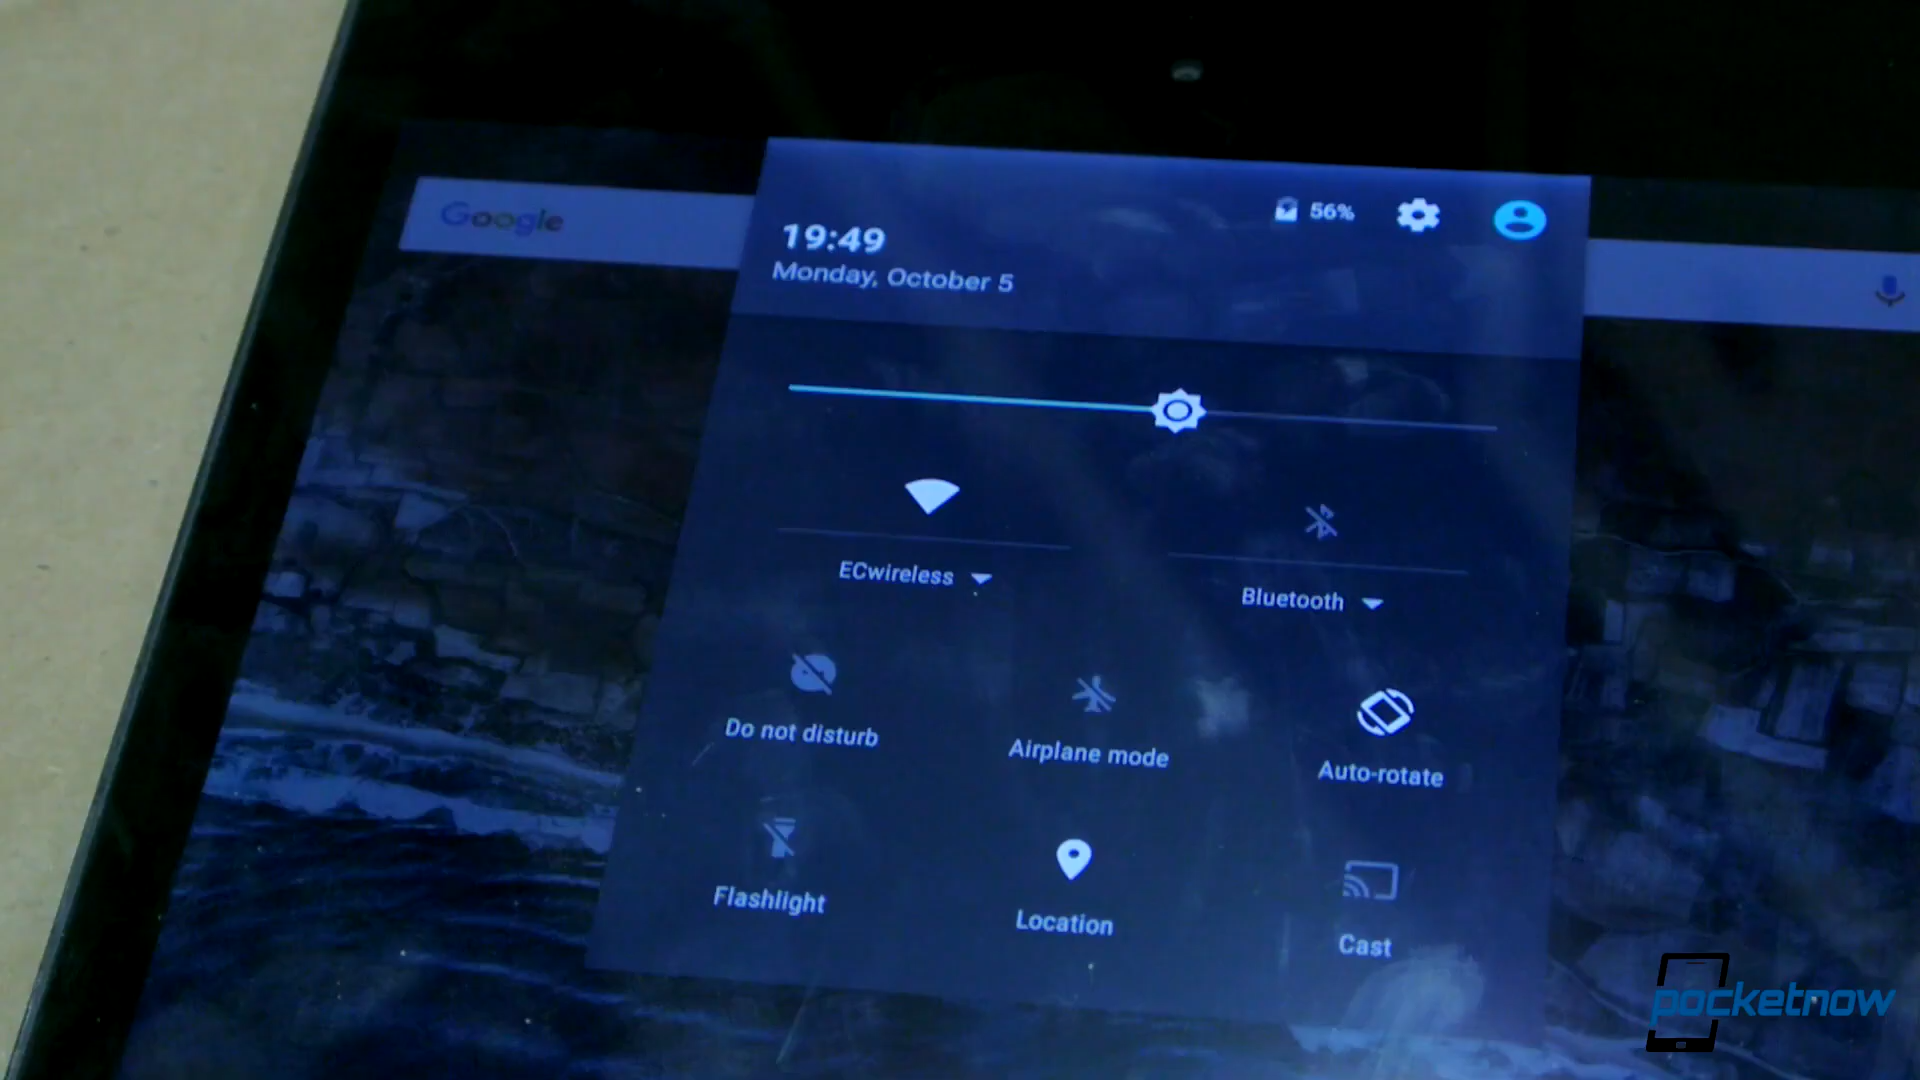 Google
56%
19:49
Monday, October 5
ECwireless
Bluetooth
Do not disturb
Airplane mode
Auto-rotate
Flashlight
Location
Cast
pocketnow